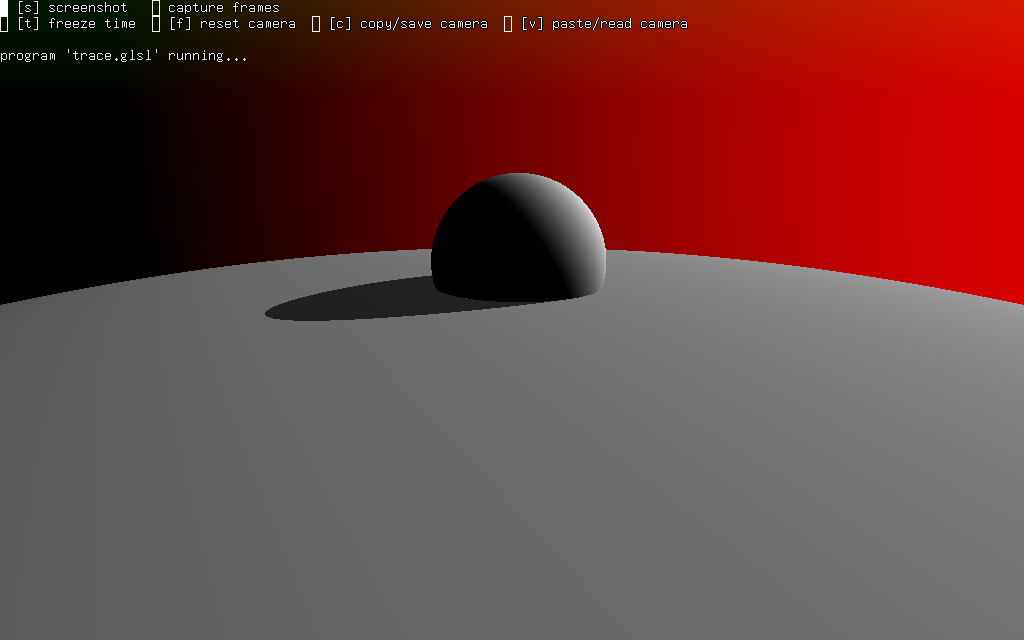 [s] screenshot capture frames
[t] freeze time [f] reset camera [c] copy/save camera [v] paste/read camera
program 'trace.glsl' running...